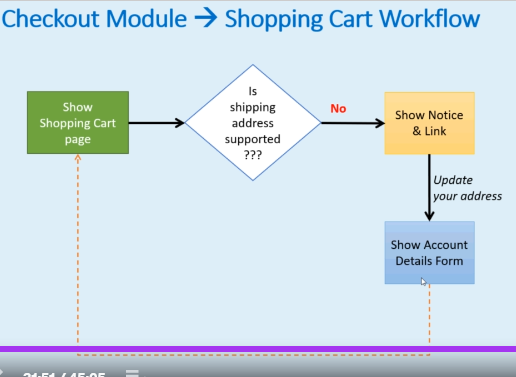 Checkout Module → Shopping Cart Workflow
Show
Shopping Cart
page
Is
shipping
address
supported
???
No
Show Notice
& Link
Update
your address
Show Account
Details Form
21:51 / 45:05